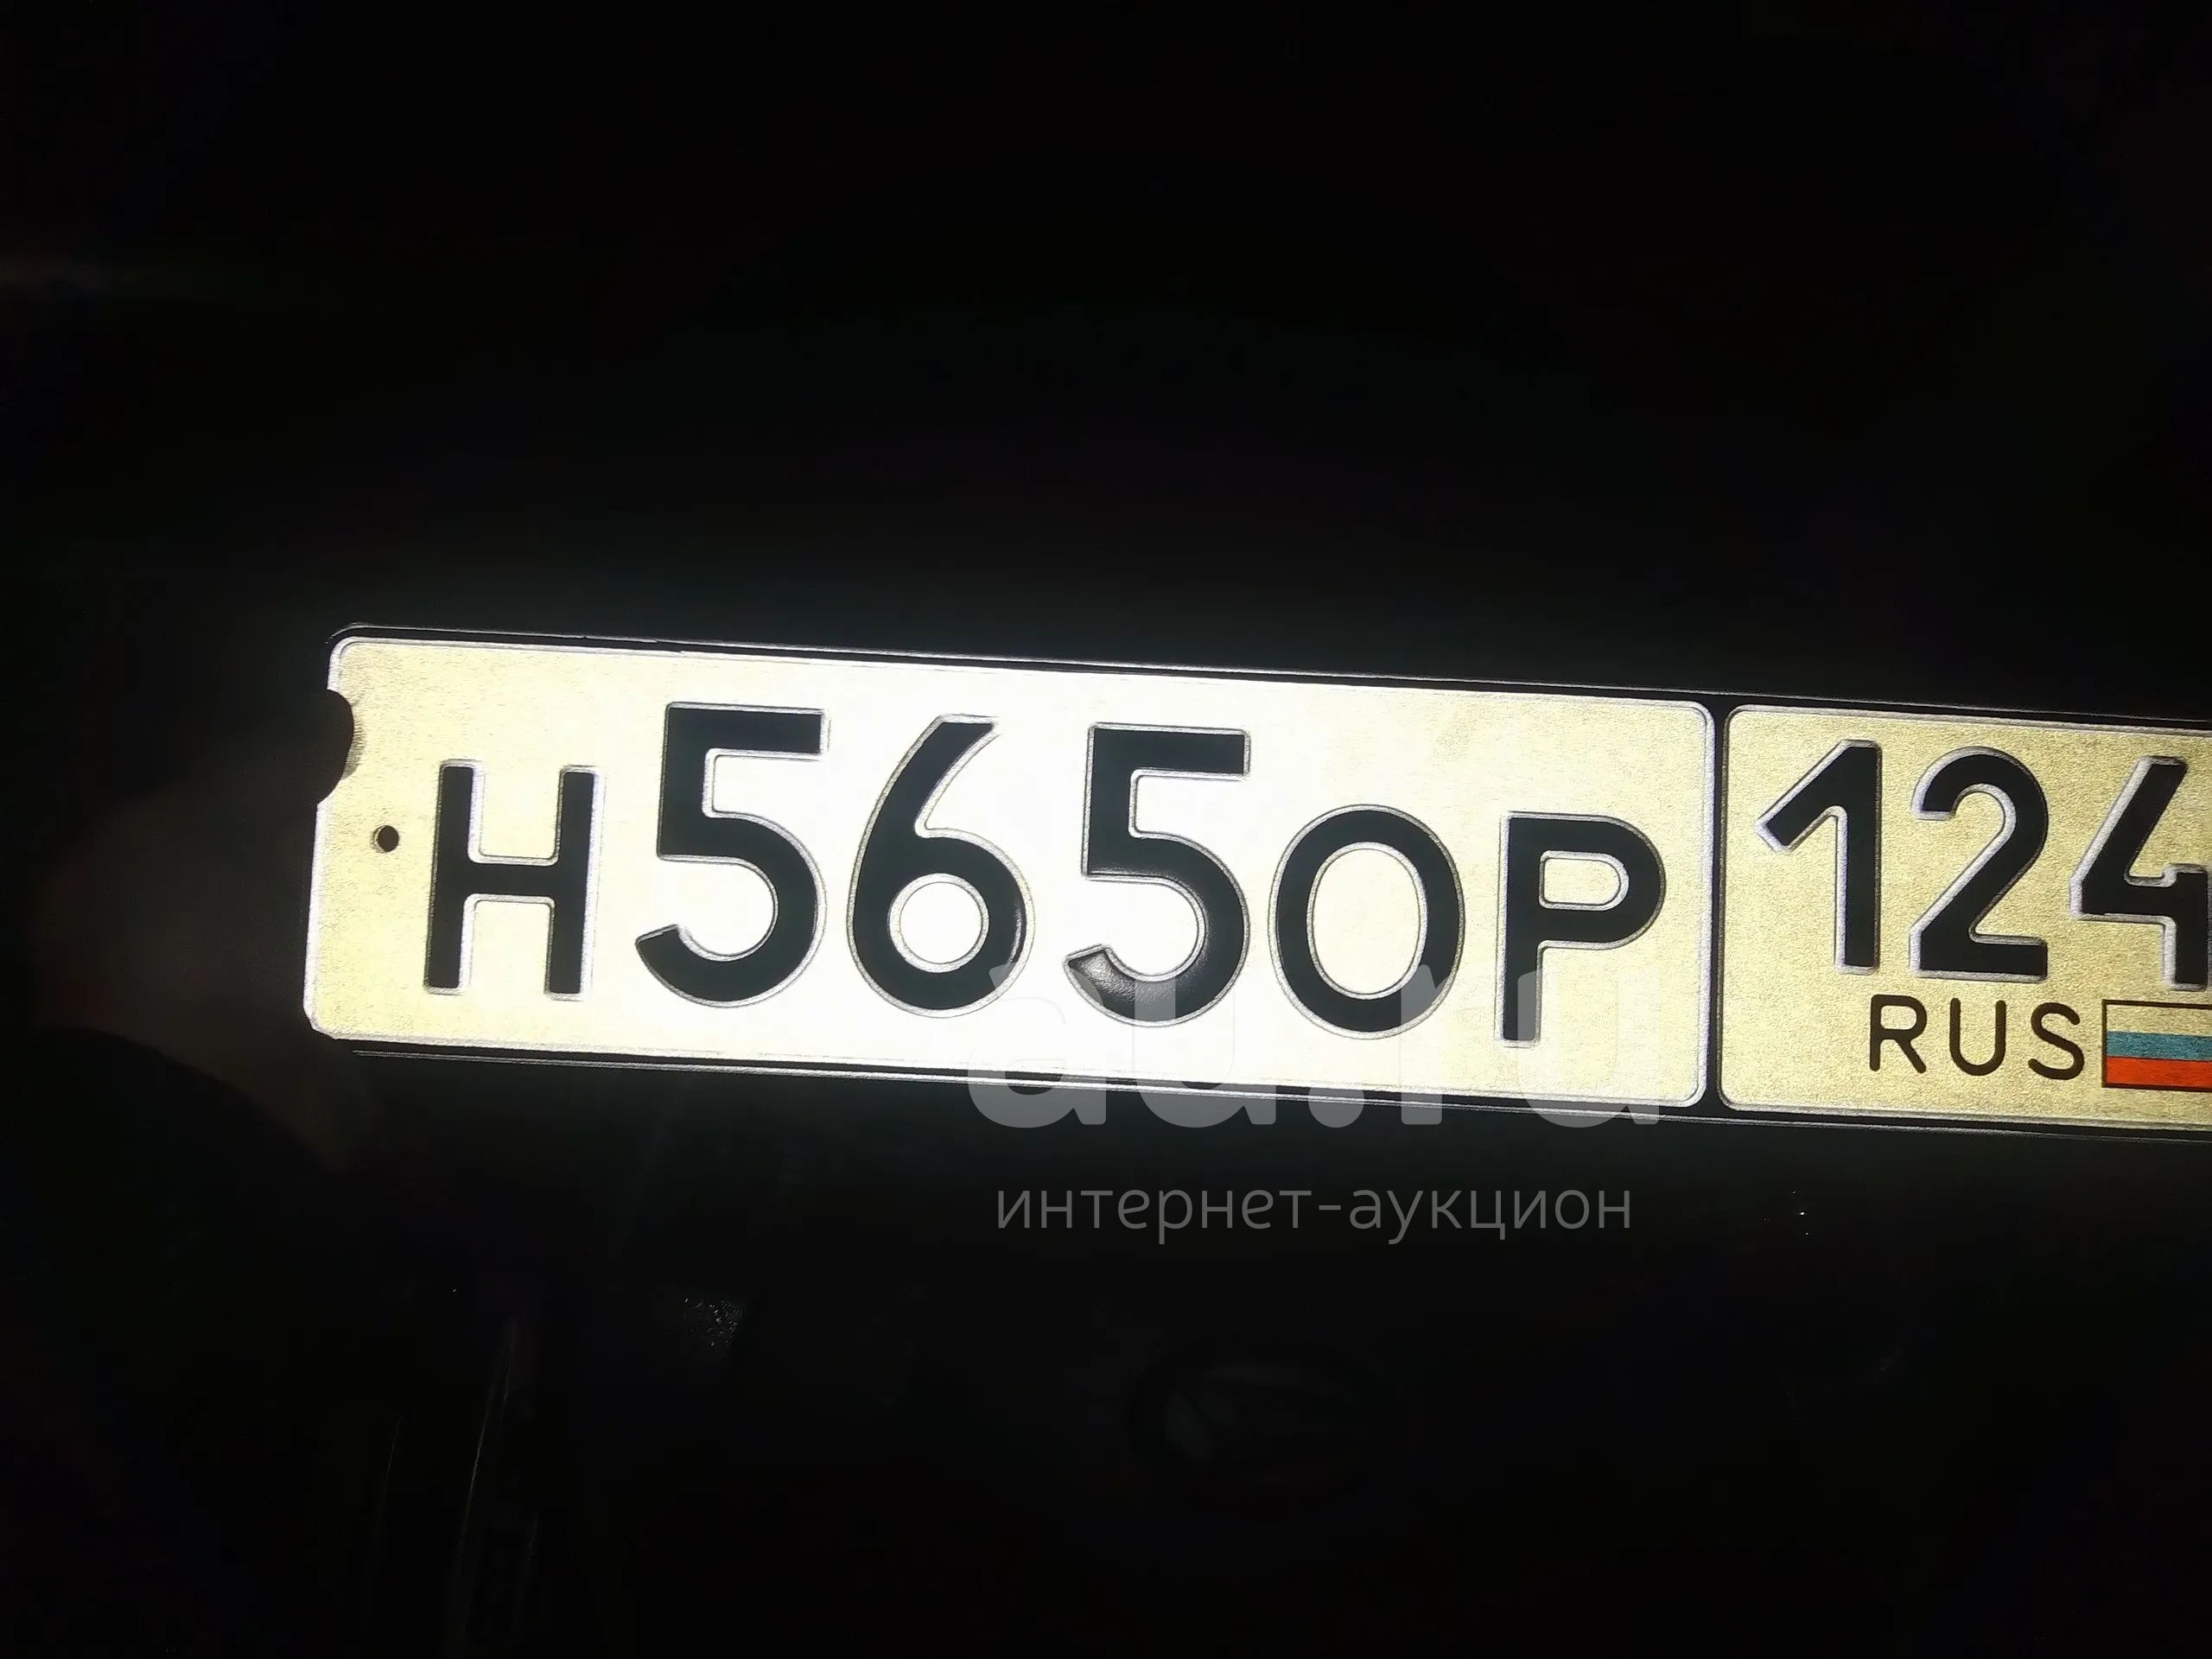 Н565ОР 124
RUS
au.ru
интернет-аукцион